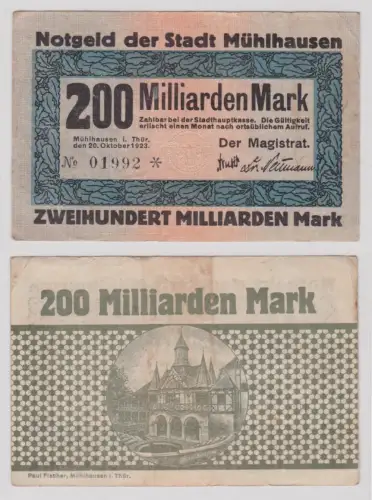 Notgeld der Stadt Mühlhausen
200 Milliarden Mark
Zahlbar bei der Stadthauptkasse. Die Gültigkeit
erlischt einen Monat nach ortsüblichem Aufruf.
Mühlhausen i. Thür.
den 20. Oktober 1923.
Der Magistrat.
№ 01992 *
ZWEIHUNDERT MILLIARDEN Mark
200 Milliarden Mark
Paul Fischer, Mühlhausen i. Thür.